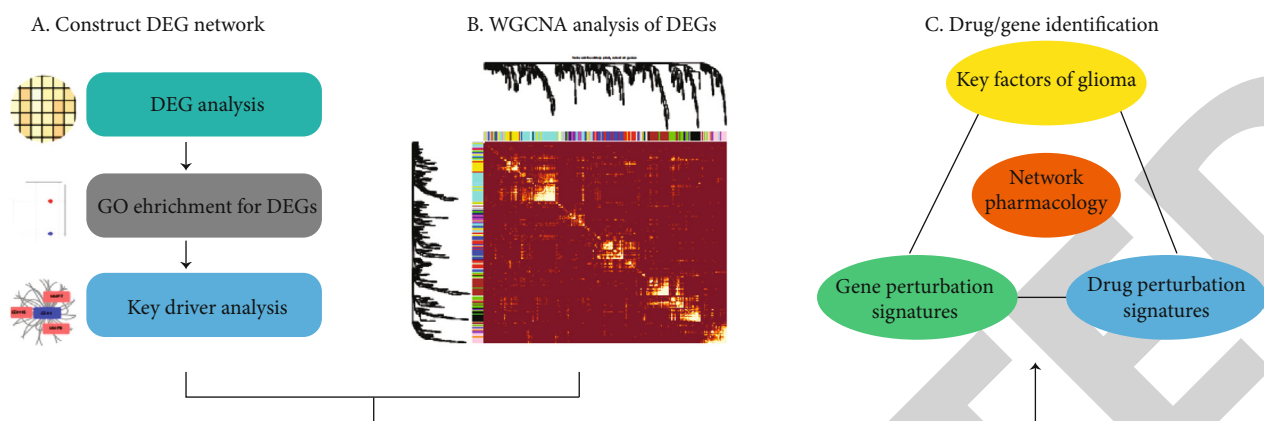 A. Construct DEG network
DEG analysis
GO ehrichment for DEGs
Key driver analysis
B. WGCNA analysis of DEGs
C. Drug/gene identification
Key factors of glioma
Network
pharmacology
Gene perturbation
signatures
Drug perturbation
signatures